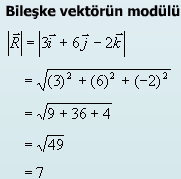 Bileşke vektörün modülü
|R⃗| = |3i⃗ + 6j⃗ − 2k⃗|
= √((3)² + (6)² + (−2)²)
= √(9 + 36 + 4)
= √49
= 7